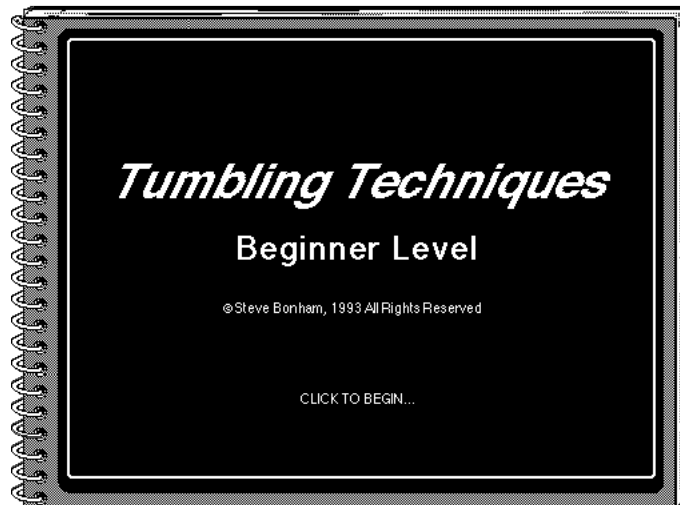 Tumbling Techniques
Beginner Level
©Steve Bonham, 1993 All Rights Reserved
CLICK TO BEGIN...